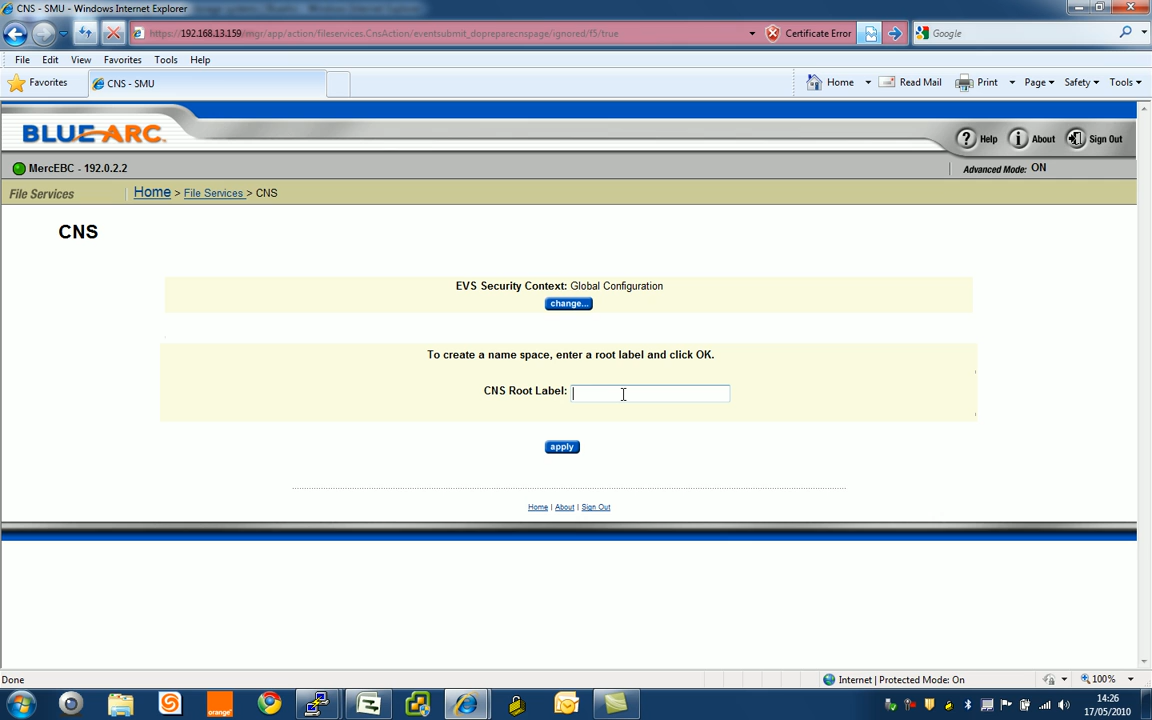 CNS - SMU - Windows Internet Explorer
https://192.168.13.159/mgr/app/action/fileservices.CnsAction/eventsubmit_dopreparecnspage/ignored/f5/true
Certificate Error
Google
File Edit View Favorites Tools Help
Favorites
CNS - SMU
Home Read Mail Print Page Safety Tools
BLUE ARC
Help About Sign Out
MercEBC - 192.0.2.2
Advanced Mode: ON
File Services
Home > File Services > CNS
CNS
EVS Security Context: Global Configuration
change...
To create a name space, enter a root label and click OK.
CNS Root Label:
apply
Home | About | Sign Out
Done
Internet | Protected Mode: On
100%
orange
14:26
17/05/2010